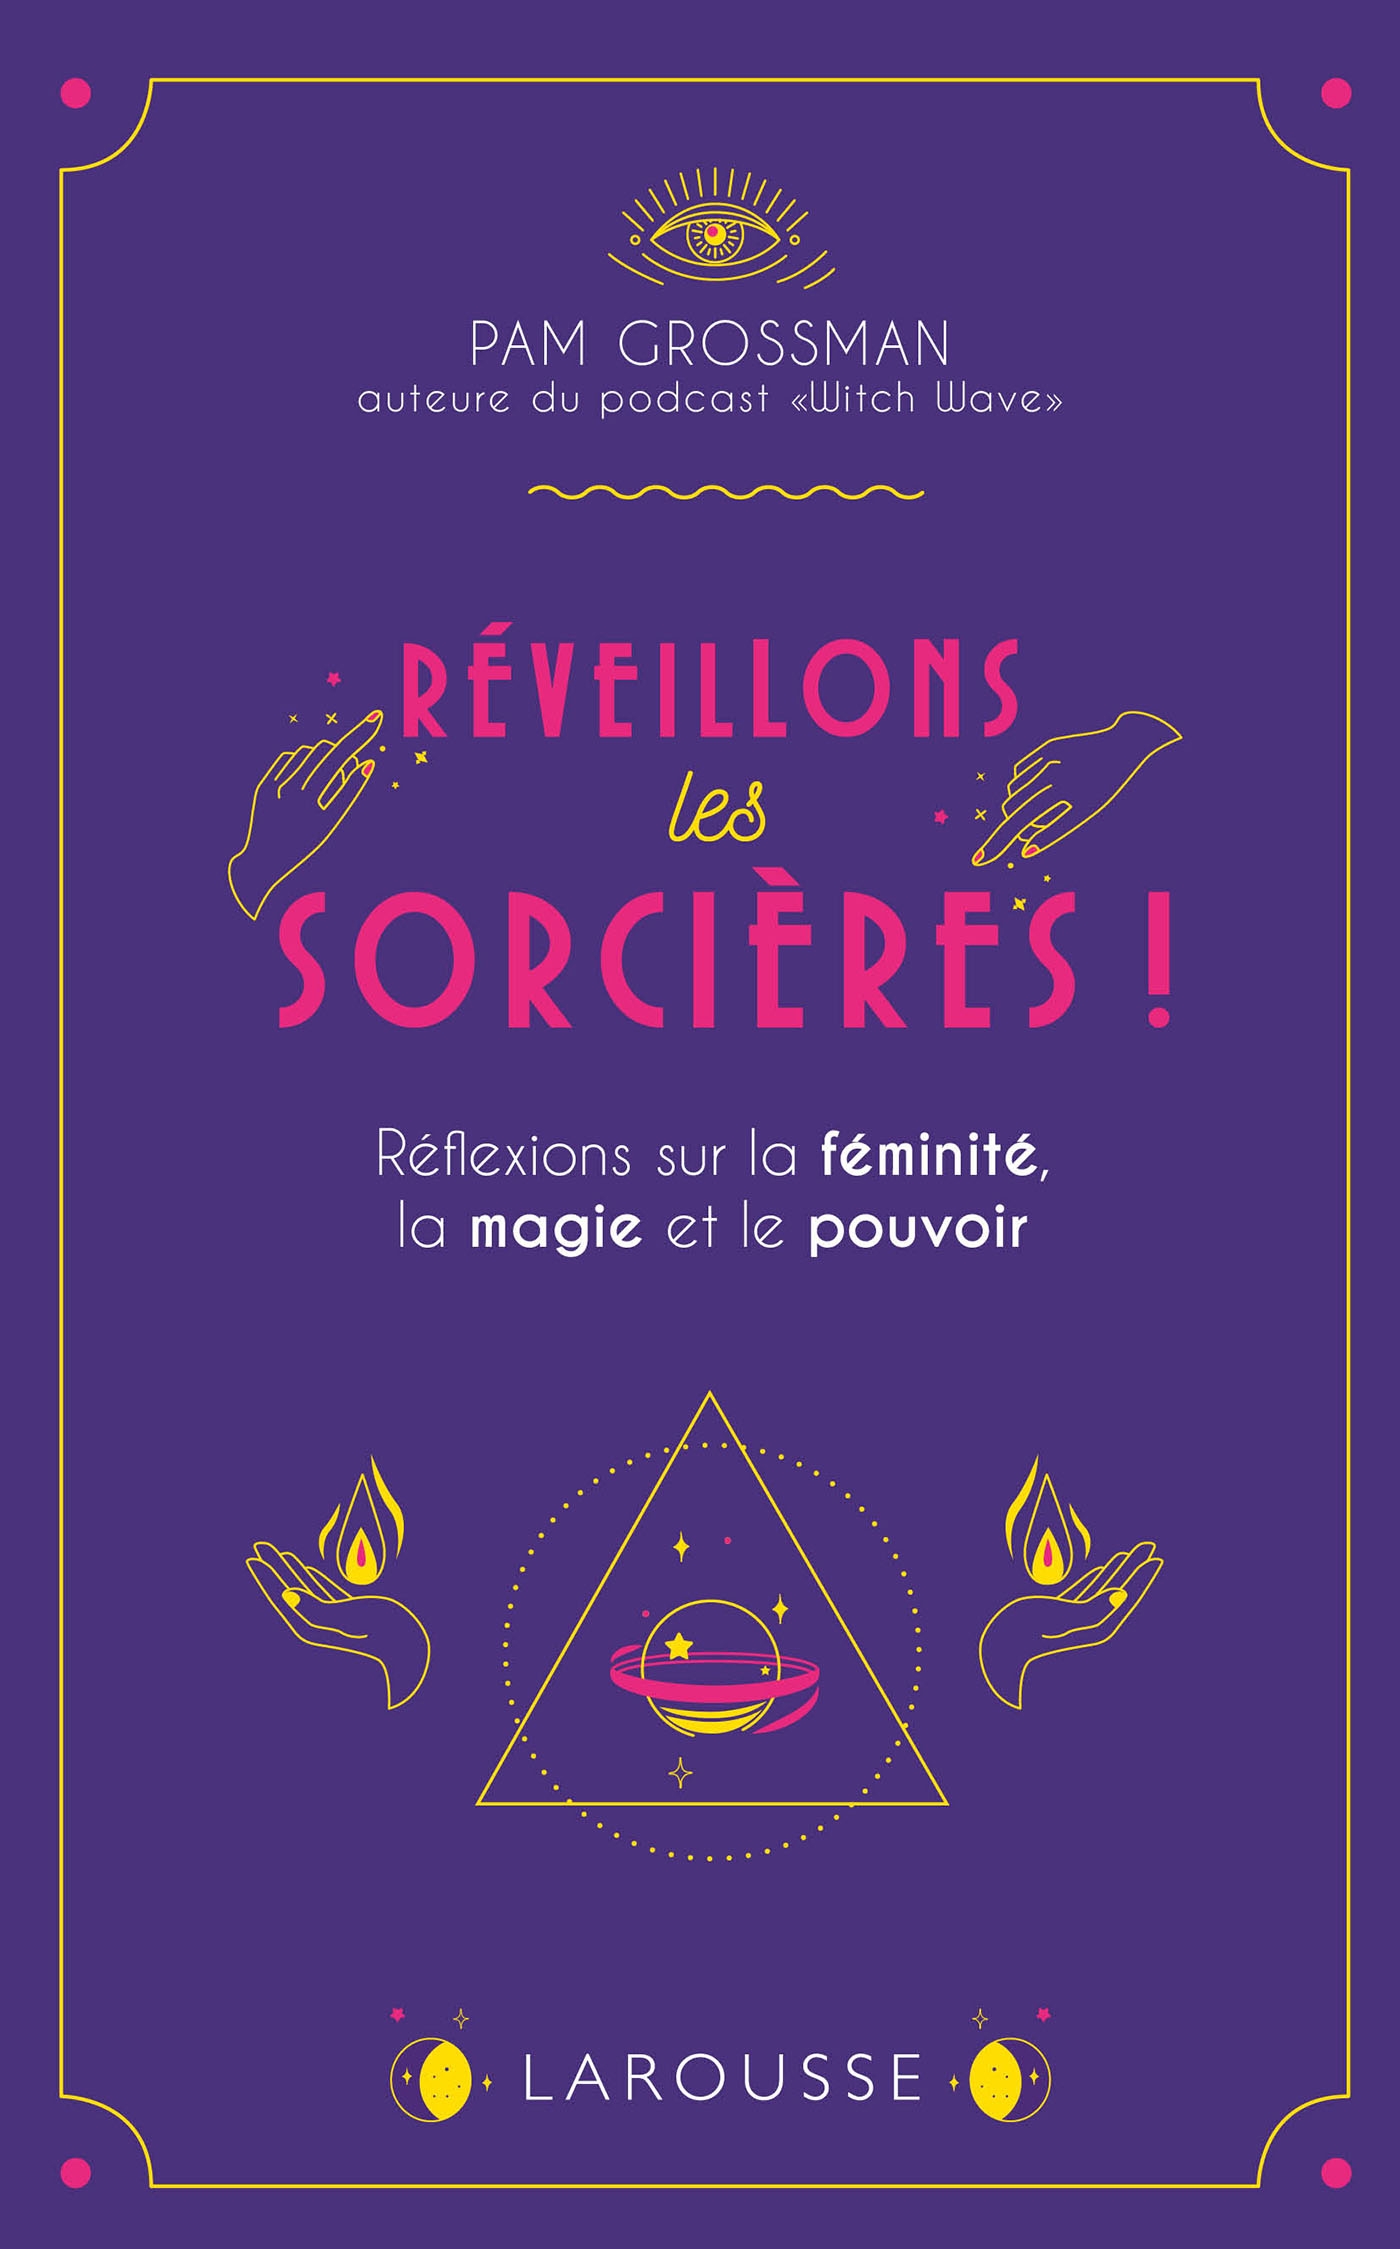 PAM GROSSMAN
auteure du podcast «Witch Wave»
RÉVEILLONS
les
SORCIÈRES !
Réflexions sur la féminité,
la magie et le pouvoir
LAROUSSE